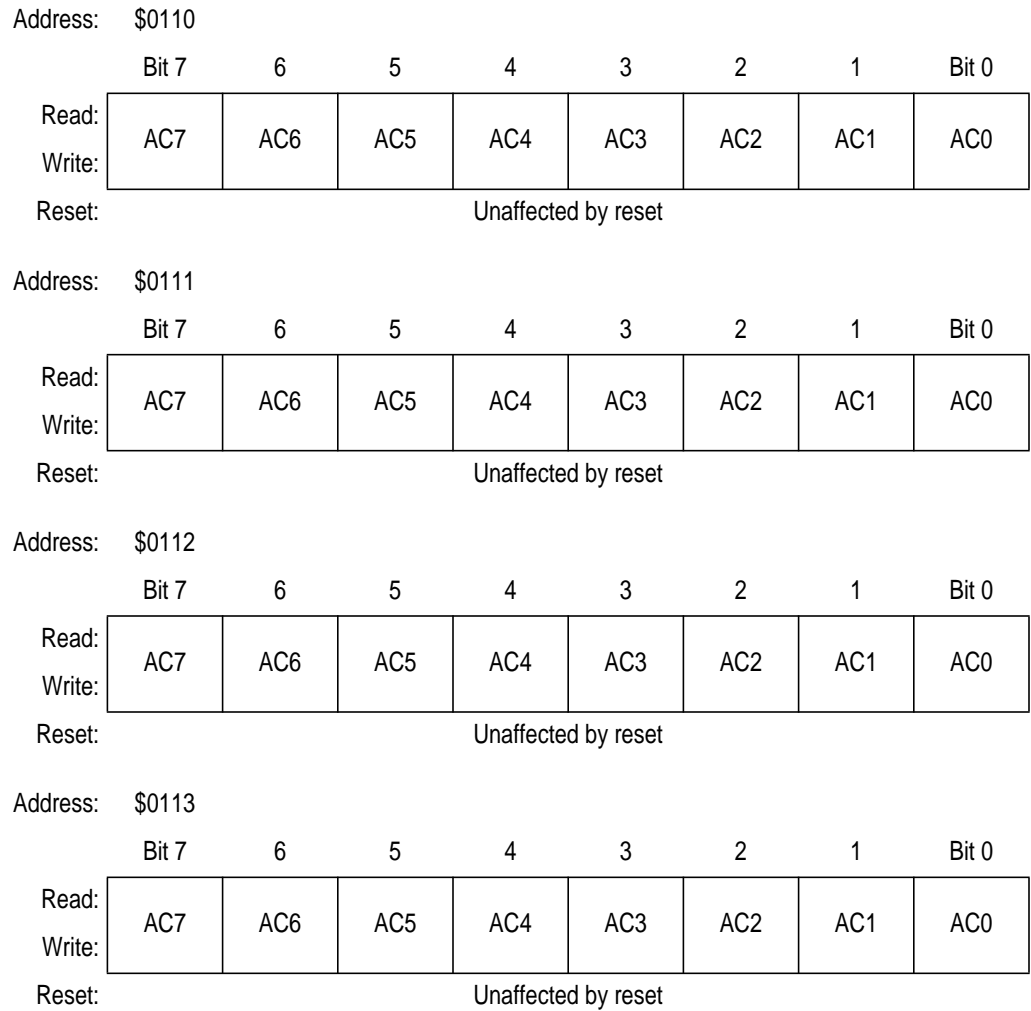 Address: $0110
Bit 7 6 5 4 3 2 1 Bit 0
Read:
AC7 AC6 AC5 AC4 AC3 AC2 AC1 AC0
Write:
Reset: Unaffected by reset
Address: $0111
Bit 7 6 5 4 3 2 1 Bit 0
Read:
AC7 AC6 AC5 AC4 AC3 AC2 AC1 AC0
Write:
Reset: Unaffected by reset
Address: $0112
Bit 7 6 5 4 3 2 1 Bit 0
Read:
AC7 AC6 AC5 AC4 AC3 AC2 AC1 AC0
Write:
Reset: Unaffected by reset
Address: $0113
Bit 7 6 5 4 3 2 1 Bit 0
Read:
AC7 AC6 AC5 AC4 AC3 AC2 AC1 AC0
Write:
Reset: Unaffected by reset